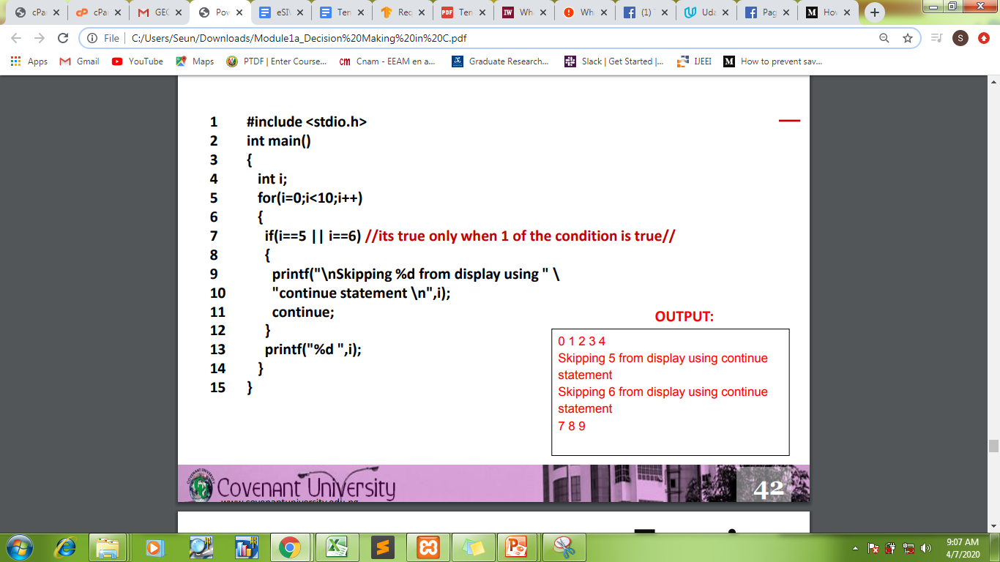 cPa
cPa
GEC
Pov
eSIV
Ten
Rec
PDF Ten
IW Wh
Wh
(1)
Uda
Pag
M Hov
File | C:/Users/Seun/Downloads/Module1a_Decision%20Making%20in%20C.pdf
S
Apps
Gmail
YouTube
Maps
PTDF | Enter Course...
cm Cnam - EEAM en a...
Graduate Research...
Slack | Get Started |...
IJEEI
M How to prevent sav...
1 #include <stdio.h>
2 int main()
3 {
4 int i;
5 for(i=0;i<10;i++)
6 {
7 if(i==5 || i==6) //its true only when 1 of the condition is true//
8 {
9 printf("\nSkipping %d from display using " \
10 "continue statement \n",i);
11 continue;
12 }
13 printf("%d ",i);
14 }
15 }
OUTPUT:
0 1 2 3 4
Skipping 5 from display using continue
statement
Skipping 6 from display using continue
statement
7 8 9
Covenant University
www.covenantuniversity.edu.ng
42
9:07 AM
4/7/2020